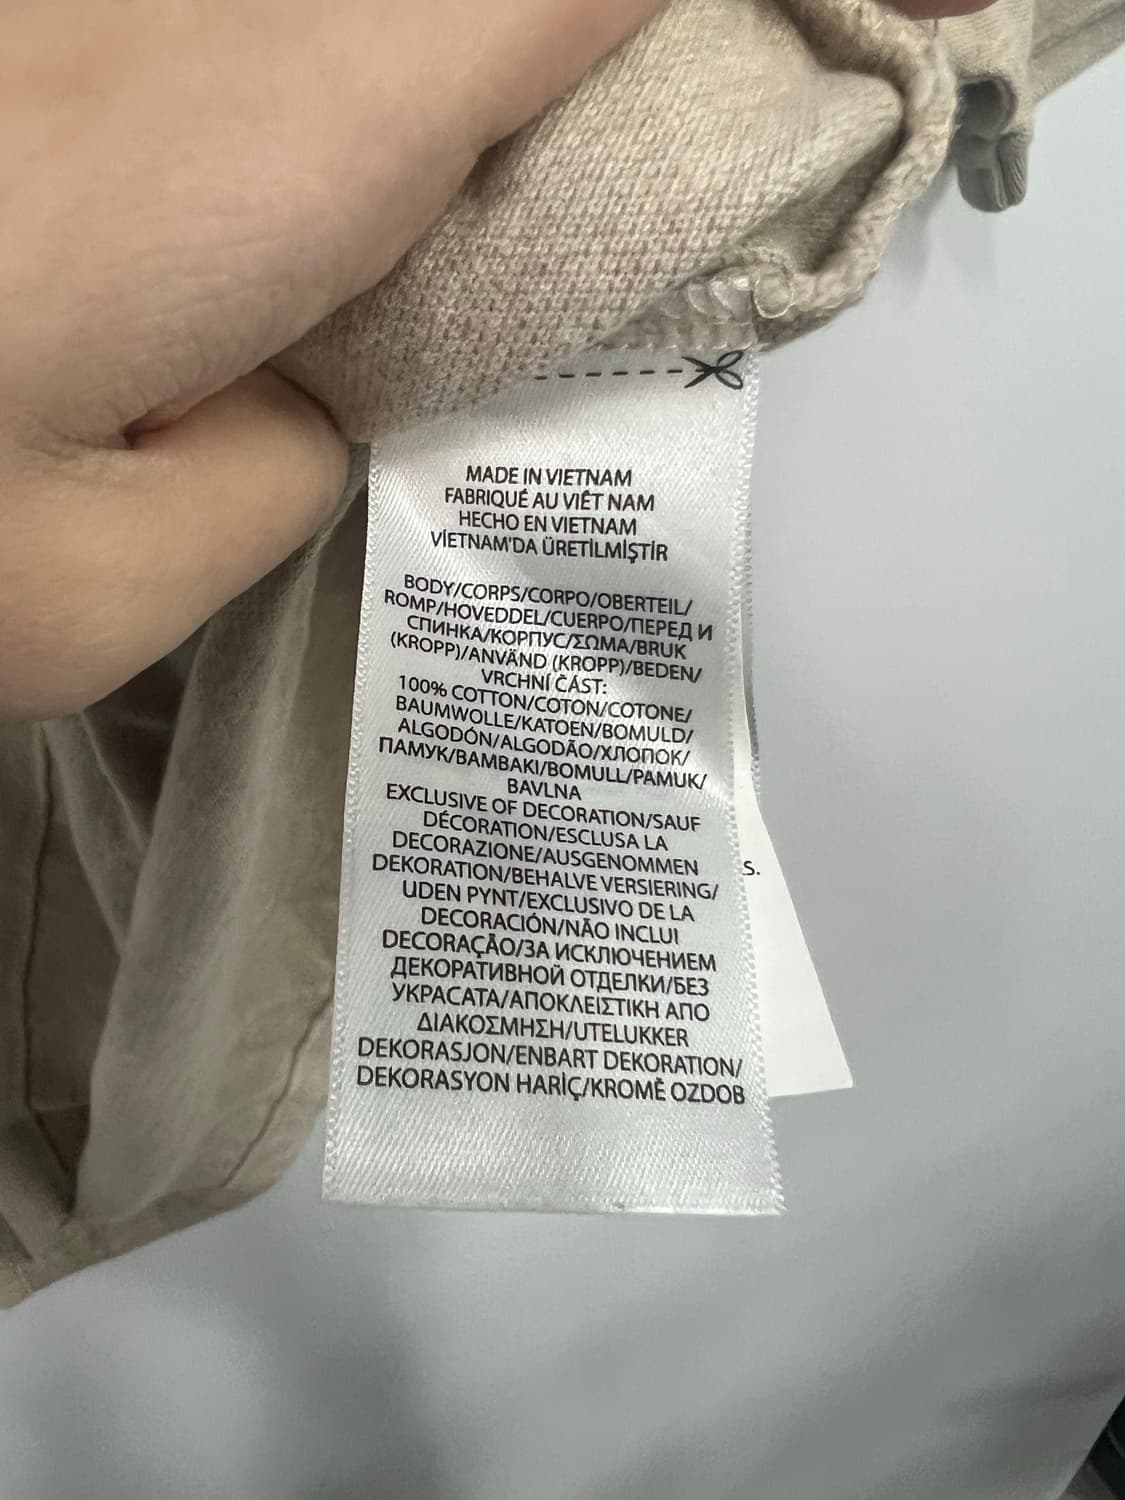 MADE IN VIETNAM
FABRIQUÉ AU VIÊT NAM
HECHO EN VIETNAM
VİETNAM'DA ÜRETİLMİŞTİR
BODY/CORPS/CORPO/OBERTEIL/
ROMP/HOVEDDEL/CUERPO/ПЕРЕД И
СПИНКА/КОРПУС/ΣΩΜΑ/BRUK
(KROPP)/ANVÄND (KROPP)/BEDEN/
VRCHNÍ ČÁST:
100% COTTON/COTON/COTONE/
BAUMWOLLE/KATOEN/BOMULD/
ALGODÓN/ALGODÃO/ХЛОПОК/
ПАМУК/ΒΑΜΒΑΚΙ/BOMULL/PAMUK/
BAVLNA
EXCLUSIVE OF DECORATION/SAUF
DÉCORATION/ESCLUSA LA
DECORAZIONE/AUSGENOMMEN
DEKORATION/BEHALVE VERSIERING/
UDEN PYNT/EXCLUSIVO DE LA
DECORACIÓN/NÃO INCLUI
DECORAÇÃO/ЗА ИСКЛЮЧЕНИЕМ
ДЕКОРАТИВНОЙ ОТДЕЛКИ/БЕЗ
УКРАСАТА/ΑΠΟΚΛΕΙΣΤΙΚΗ ΑΠΟ
ΔΙΑΚΟΣΜΗΣΗ/UTELUKKER
DEKORASJON/ENBART DEKORATION/
DEKORASYON HARİÇ/KROMĚ OZDOB